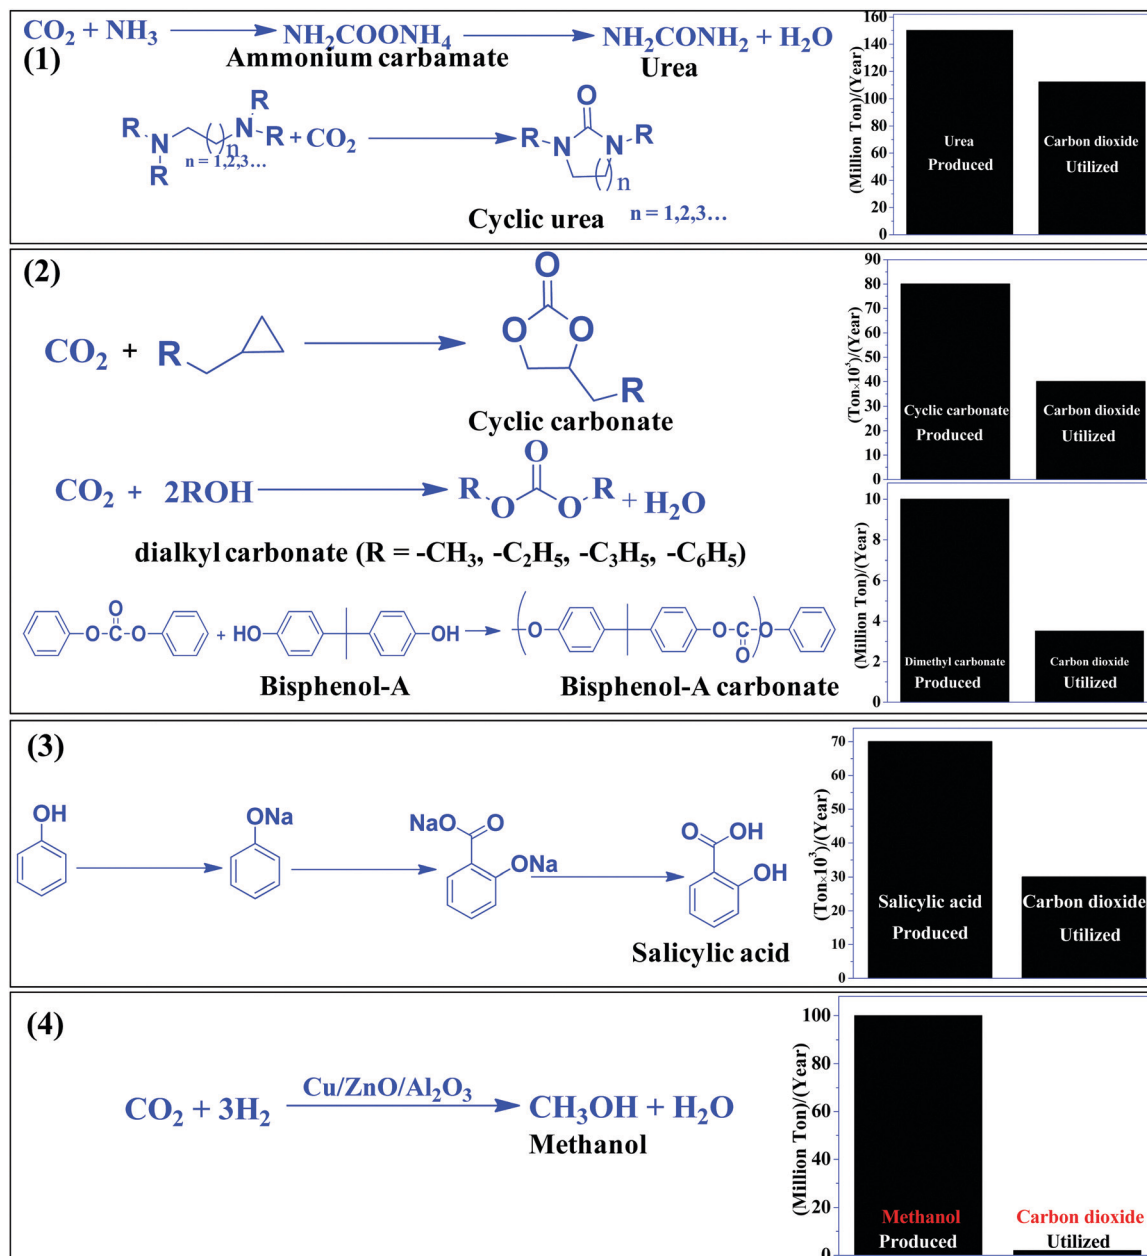 (1)
CO₂ + NH₃ NH₂COONH₄ NH₂CONH₂ + H₂O
Ammonium carbamate Urea
R N R n N R R + CO₂
n = 1,2,3...
O
R N N R
n
n = 1,2,3...
Cyclic urea
(Million Ton)/(Year)
160
140
120
100
80
60
40
20
0
Urea
Produced
Carbon dioxide
Utilized
(2)
CO₂ + R
O
O O
R
Cyclic carbonate
(Ton×10³)/(Year)
90
80
70
60
50
40
30
20
10
0
Cyclic carbonate
Produced
Carbon dioxide
Utilized
CO₂ + 2ROH
O
R O O R + H₂O
dialkyl carbonate (R = -CH₃, -C₂H₅, -C₃H₅, -C₆H₅)
O
O-C-O + HO OH
O O-C-O
O
Bisphenol-A
Bisphenol-A carbonate
(Million Ton)/(Year)
10
8
6
4
2
0
Dimethyl carbonate
Produced
Carbon dioxide
Utilized
(3)
OH
ONa
NaO O
ONa
O OH
OH
Salicylic acid
(Ton×10³)/(Year)
70
60
50
40
30
20
10
0
Salicylic acid
Produced
Carbon dioxide
Utilized
(4)
CO₂ + 3H₂ Cu/ZnO/Al₂O₃ CH₃OH + H₂O
Methanol
(Million Ton)/(Year)
100
80
60
40
20
0
Methanol
Produced
Carbon dioxide
Utilized